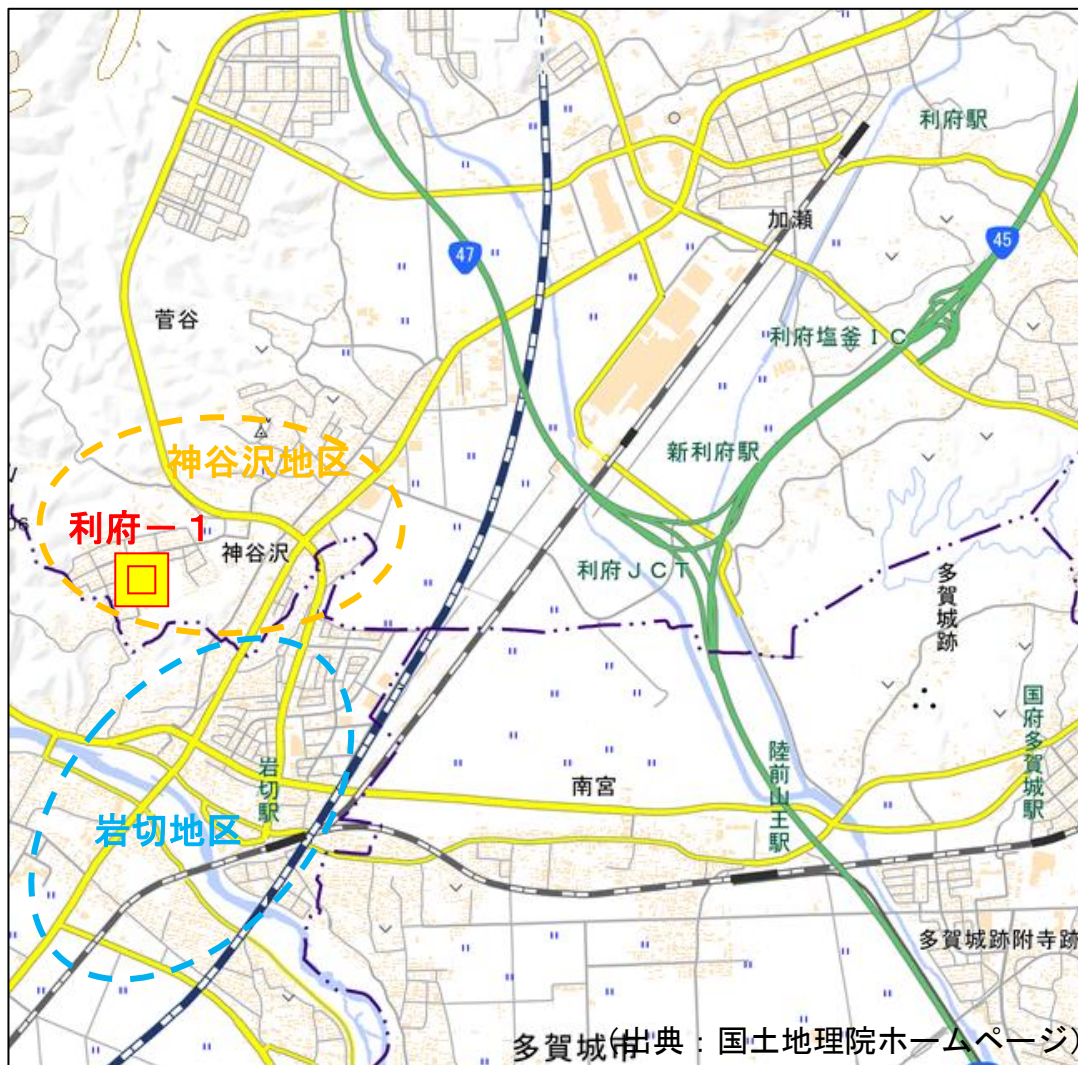 利府駅
加瀬
47
45
菅谷
利府塩釜IC
神谷沢地区
新利府駅
利府－1
神谷沢
利府JCT
多賀城跡
国府多賀城駅
岩切駅
陸前山王駅
南宮
岩切地区
多賀城跡附寺跡
多賀城市
(出典：国土地理院ホームページ)